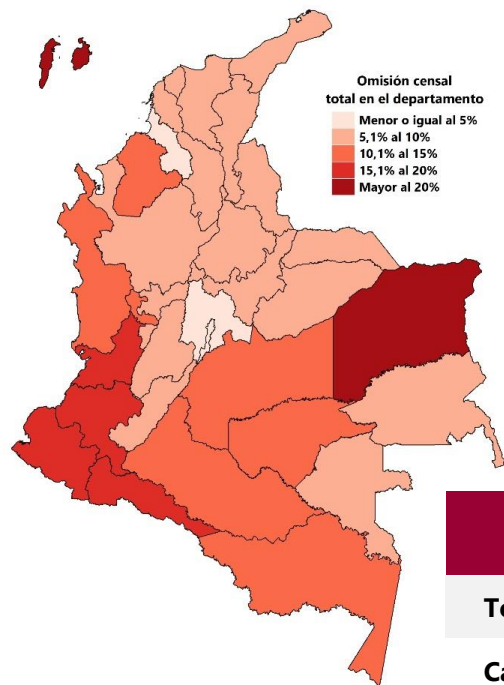 Omisión censal
total en el departamento
Menor o igual al 5%
5,1% al 10%
10,1% al 15%
15,1% al 20%
Mayor al 20%